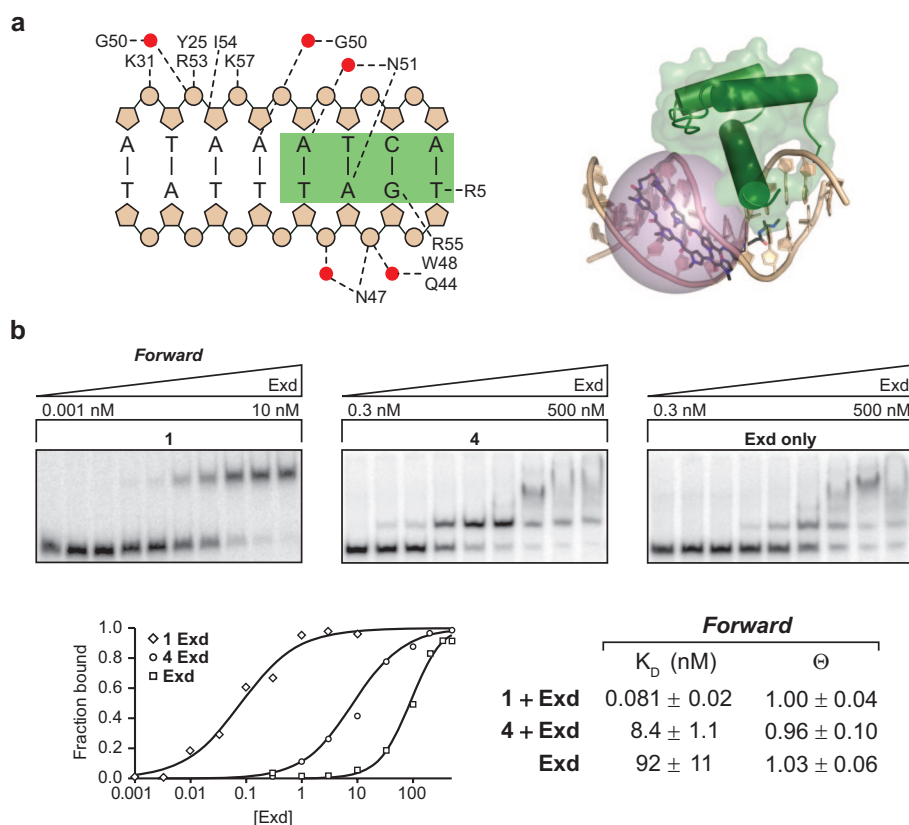 a
G50 Y25 I54 G50
K31 R53 K57 N51
A T A A A T C A
T A T T T A G T R5
R55
W48
N47 Q44
b
Forward
Exd Exd Exd
0.001 nM 10 nM 0.3 nM 500 nM 0.3 nM 500 nM
1 4 Exd only
Fraction bound
1.0
0.8
0.6
0.4
0.2
0.0
1 Exd
4 Exd
Exd
0.001 0.01 0.1 1 10 100
[Exd]
Forward
K_D (nM) Θ
1 + Exd 0.081 ± 0.02 1.00 ± 0.04
4 + Exd 8.4 ± 1.1 0.96 ± 0.10
Exd 92 ± 11 1.03 ± 0.06